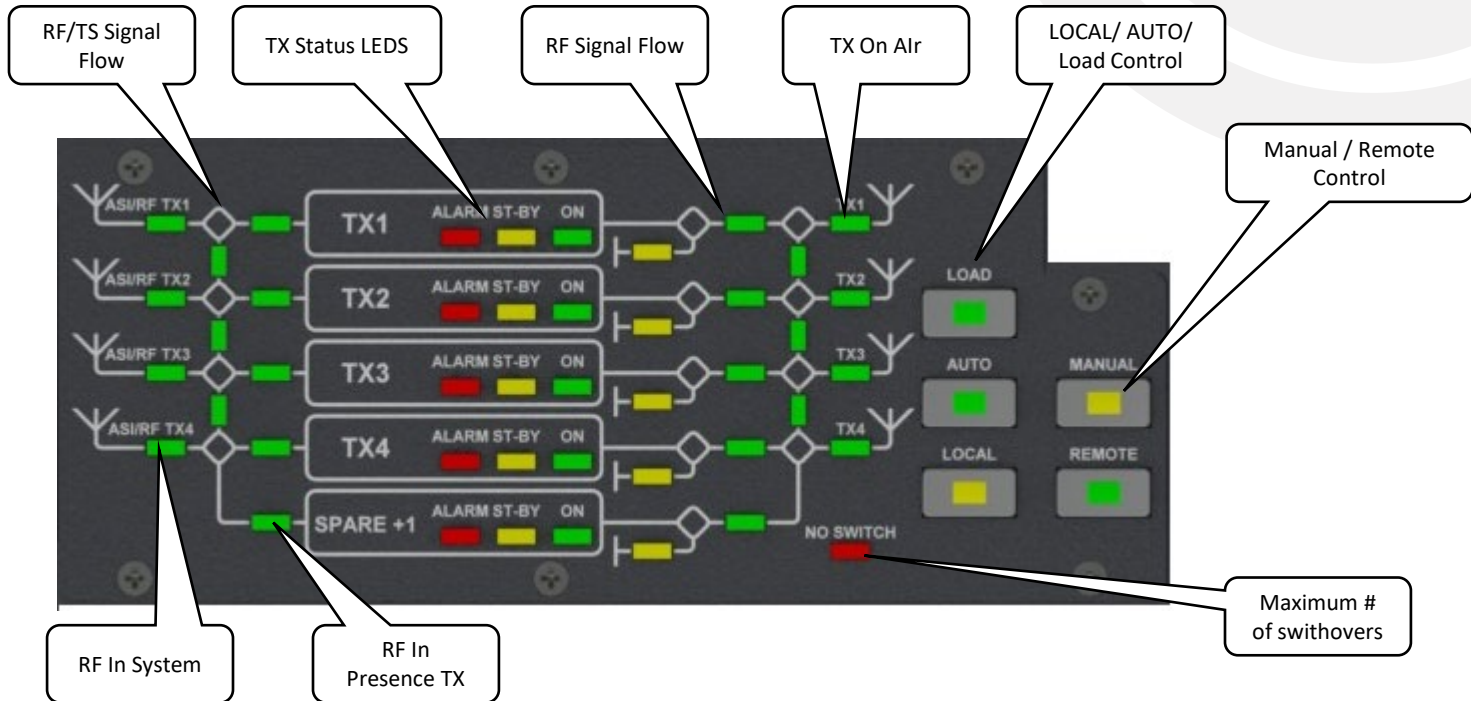 RF/TS Signal
Flow
TX Status LEDS
RF Signal Flow
TX On AIr
LOCAL/ AUTO/
Load Control
Manual / Remote
Control
ASI/RF TX1
TX1
ALARM ST-BY ON
TX1
ASI/RF TX2
TX2
ALARM ST-BY ON
TX2
LOAD
ASI/RF TX3
TX3
ALARM ST-BY ON
TX3
AUTO
MANUAL
ASI/RF TX4
TX4
ALARM ST-BY ON
TX4
LOCAL
REMOTE
SPARE +1
ALARM ST-BY ON
NO SWITCH
RF In System
RF In
Presence TX
Maximum #
of swithovers